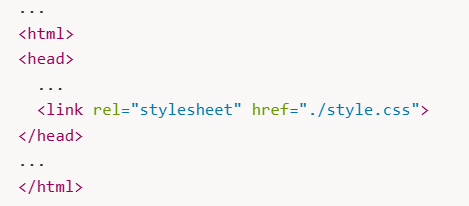 ...
<html>
<head>
  ...
  <link rel="stylesheet" href="./style.css">
</head>
...
</html>